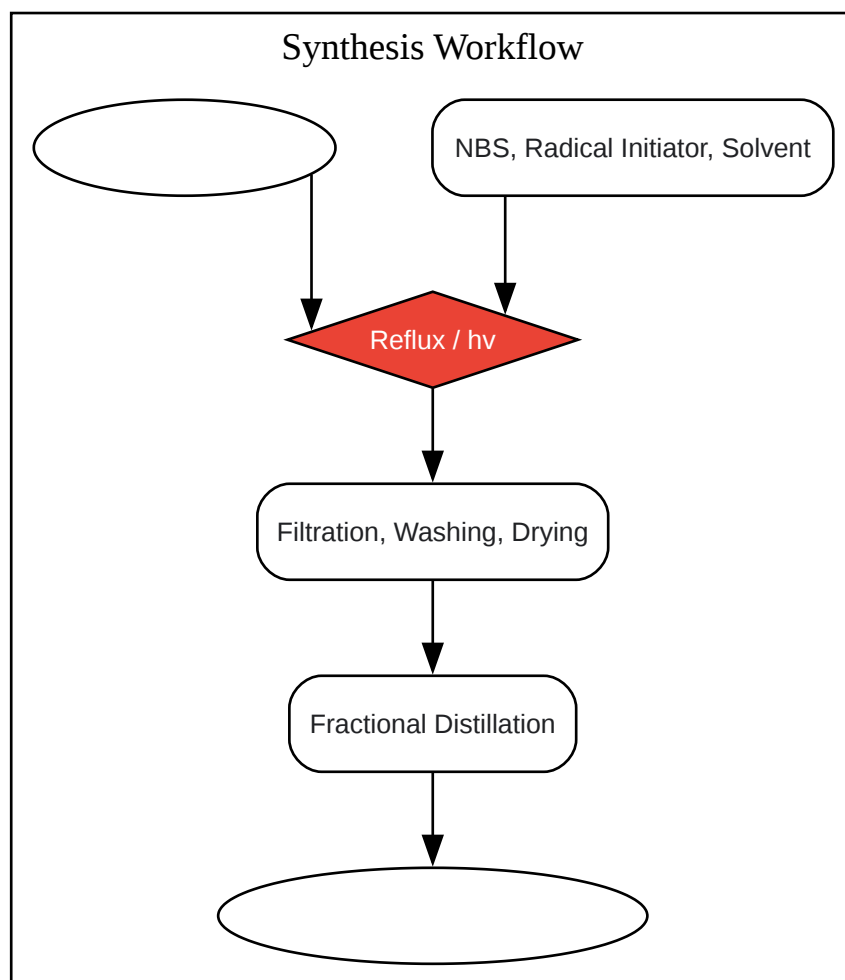 Synthesis Workflow
NBS, Radical Initiator, Solvent
Reflux / hv
Filtration, Washing, Drying
Fractional Distillation